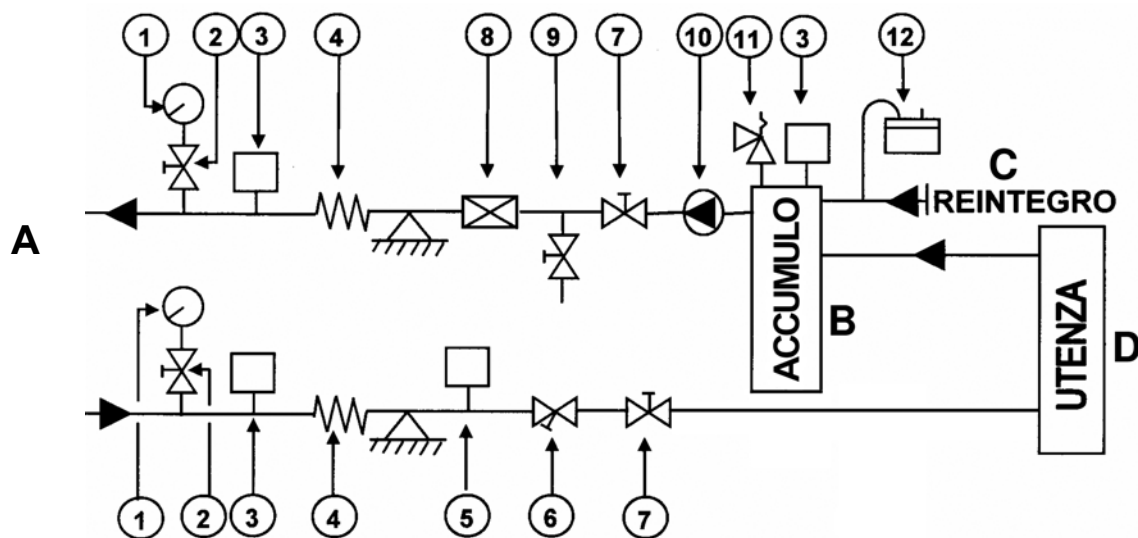 1 2 3 4 8 9 7 10 11 3 12
C
REINTEGRO
A
ACCUMULO
B
UTENZA
D
1 2 3 4 5 6 7